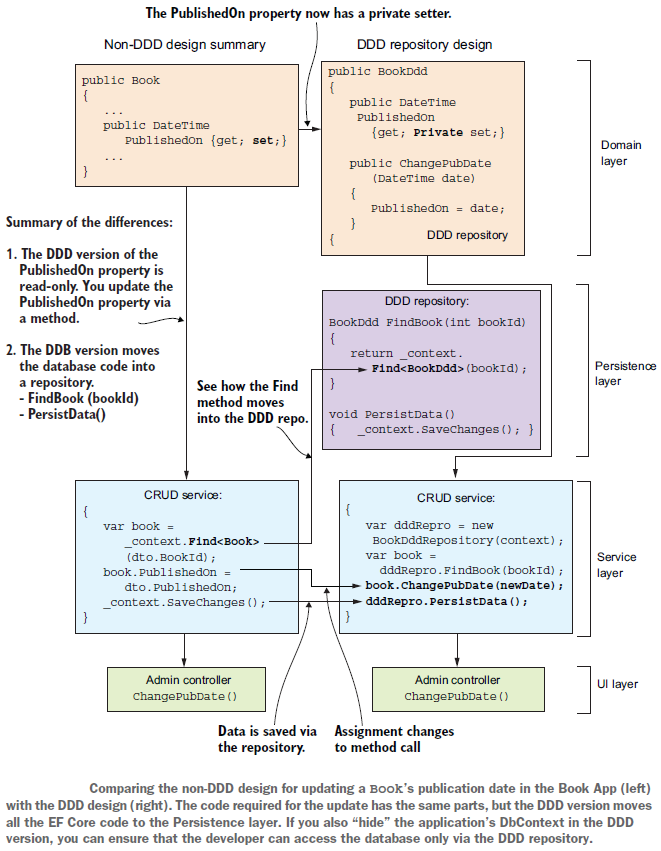 The PublishedOn property now has a private setter.
Non-DDD design summary
DDD repository design
public Book
{
...
public DateTime
PublishedOn {get; set;}
...
}
public BookDdd
{
public DateTime
PublishedOn
{get; Private set;}
public ChangePubDate
(DateTime date)
{
PublishedOn = date;
}
{
DDD repository
Domain
layer
Summary of the differences:
1. The DDD version of the
PublishedOn property is
read-only. You update the
PublishedOn property via
a method.
2. The DDB version moves
the database code into
a repository.
- FindBook (bookId)
- PersistData()
DDD repository:
BookDdd FindBook(int bookId)
{
return _context.
Find<BookDdd>(bookId);
}
void PersistData()
{ _context.SaveChanges(); }
Persistence
layer
See how the Find
method moves
into the DDD repo.
CRUD service:
{
var book =
_context.Find<Book>
(dto.BookId);
book.PublishedOn =
dto.PublishedOn;
_context.SaveChanges();
}
CRUD service:
{
var dddRepro = new
BookDddRepository(context);
var book =
dddRepro.FindBook(bookId);
book.ChangePubDate(newDate);
dddRepro.PersistData();
}
Service
layer
Admin controller
ChangePubDate()
Admin controller
ChangePubDate()
UI layer
Data is saved via
the repository.
Assignment changes
to method call
Comparing the non-DDD design for updating a Book's publication date in the Book App (left)
with the DDD design (right). The code required for the update has the same parts, but the DDD version moves
all the EF Core code to the Persistence layer. If you also “hide” the application's DbContext in the DDD
version, you can ensure that the developer can access the database only via the DDD repository.